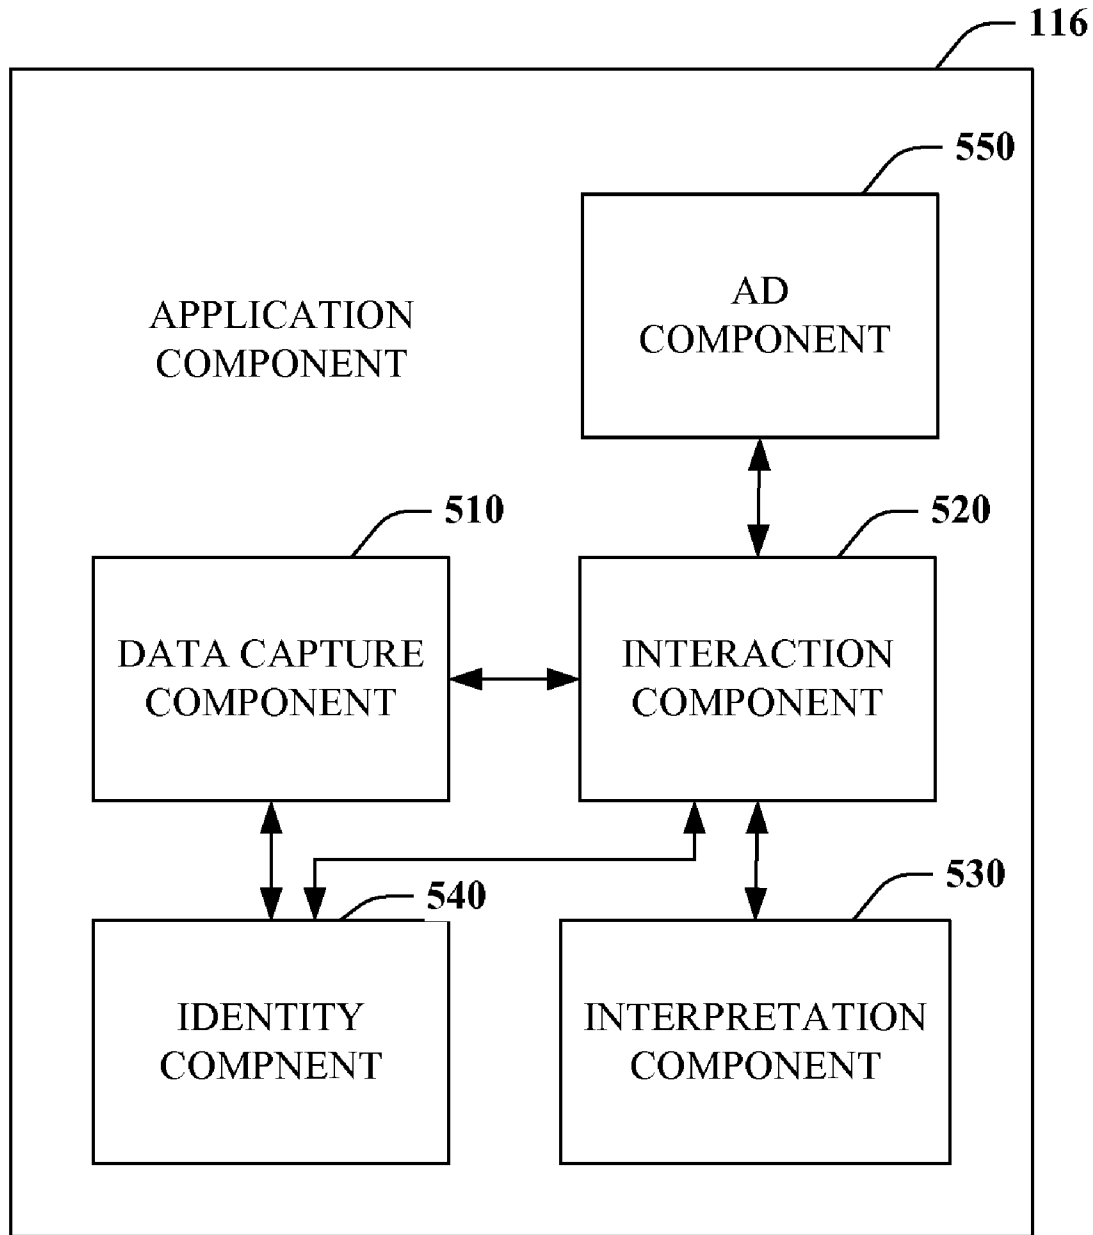 116
550
AD
COMPONENT
APPLICATION
COMPONENT
510
520
DATA CAPTURE
COMPONENT
INTERACTION
COMPONENT
540
530
IDENTITY
COMPNENT
INTERPRETATION
COMPONENT